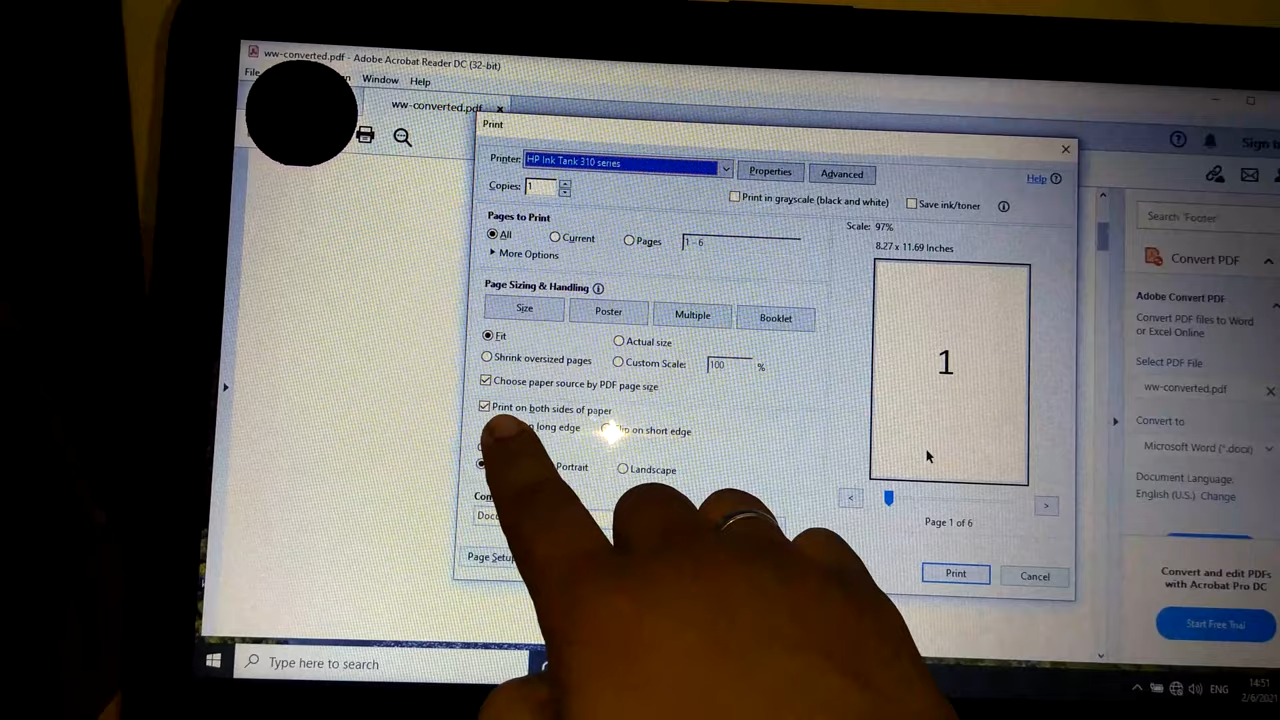 ww-converted.pdf - Adobe Acrobat Reader DC (32-bit)
File Window Help
ww-converted.pdf ×
Sign
Print
Printer: HP Ink Tank 310 series Properties Advanced Help
Copies: 1 Print in grayscale (black and white) Save ink/toner
Pages to Print
All Current Pages 1 - 6
More Options
Scale: 97%
8.27 x 11.69 Inches
Page Sizing & Handling
Size Poster Multiple Booklet
Fit Actual size
Shrink oversized pages Custom Scale: 100 %
Choose paper source by PDF page size
Print on both sides of paper
long edge on short edge
Portrait Landscape
Page
1
< >
Page 1 of 6
Print Cancel
Search 'Footer'
Convert PDF
Adobe Convert PDF
Convert PDF files to Word
or Excel Online
Select PDF File
ww-converted.pdf
Convert to
Microsoft Word (*.docx)
Document Language:
English (U.S.) Change
Convert and edit PDFs
with Acrobat Pro DC
Start Free Trial
Type here to search
ENG
14:51